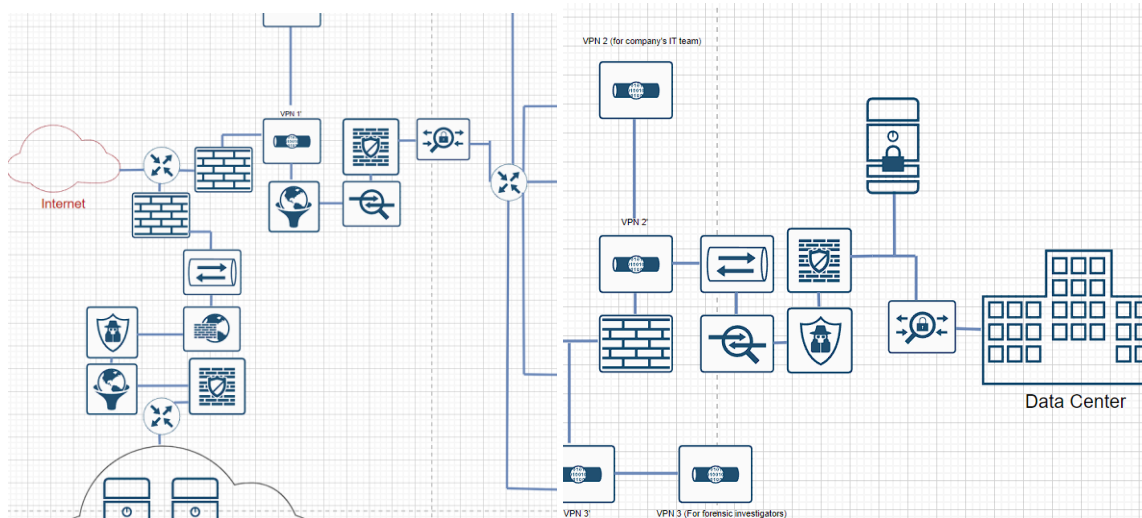 VPN 2 (for company's IT team)
VPN 1'
Internet
VPN 2'
Data Center
VPN 3'
VPN 3 (For forensic investigators)